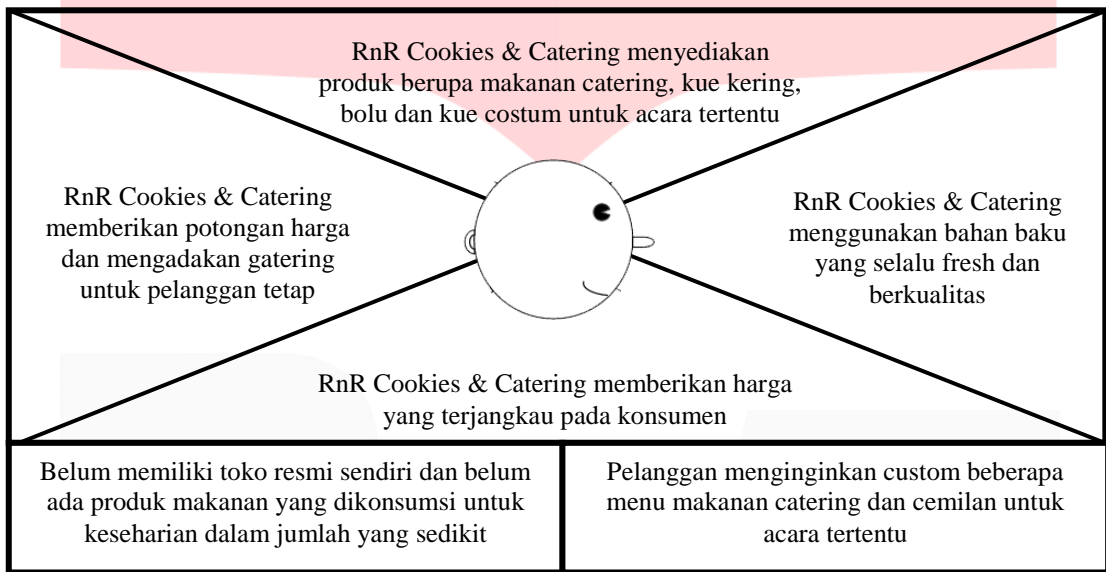 RnR Cookies & Catering menyediakan
produk berupa makanan catering, kue kering,
bolu dan kue costum untuk acara tertentu
RnR Cookies & Catering
memberikan potongan harga
dan mengadakan gatering
untuk pelanggan tetap
RnR Cookies & Catering
menggunakan bahan baku
yang selalu fresh dan
berkualitas
RnR Cookies & Catering memberikan harga
yang terjangkau pada konsumen
Belum memiliki toko resmi sendiri dan belum
ada produk makanan yang dikonsumsi untuk
keseharian dalam jumlah yang sedikit
Pelanggan menginginkan custom beberapa
menu makanan catering dan cemilan untuk
acara tertentu